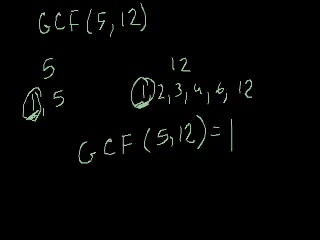 GCF(5,12)
5 12
1, 5 1, 2, 3, 4, 6, 12
GCF(5,12)=1